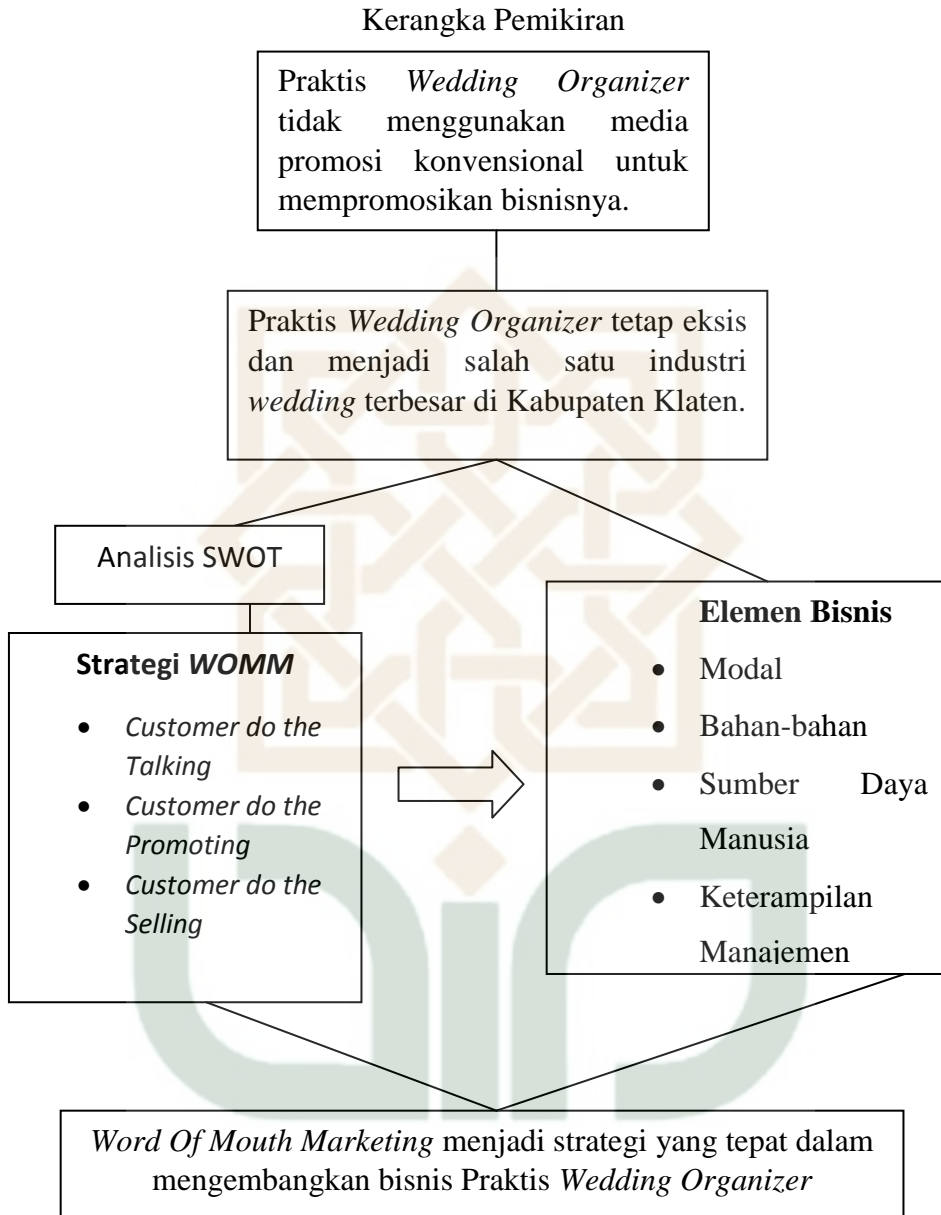 Kerangka Pemikiran
Praktis Wedding Organizer
tidak menggunakan media
promosi konvensional untuk
mempromosikan bisnisnya.
Praktis Wedding Organizer tetap eksis
dan menjadi salah satu industri
wedding terbesar di Kabupaten Klaten.
Analisis SWOT
Strategi WOMM
• Customer do the
Talking
• Customer do the
Promoting
• Customer do the
Selling
Elemen Bisnis
• Modal
• Bahan-bahan
• Sumber Daya
Manusia
• Keterampilan
Manajemen
Word Of Mouth Marketing menjadi strategi yang tepat dalam
mengembangkan bisnis Praktis Wedding Organizer